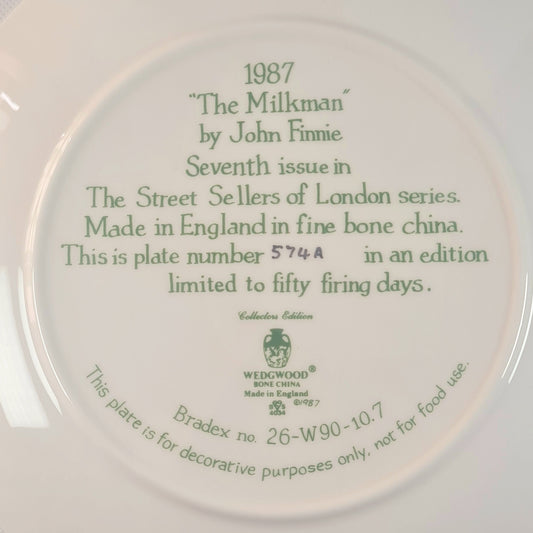 1987
"The Milkman"
by John Finnie
Seventh issue in
The Street Sellers of London series.
Made in England in fine bone china.
This is plate number 574A in an edition
limited to fifty firing days.
Collectors Edition
WEDGWOOD®
BONE CHINA
Made in England
©1987
Bradex no. 26-W90-10.7
This plate is for decorative purposes only, not for food use.